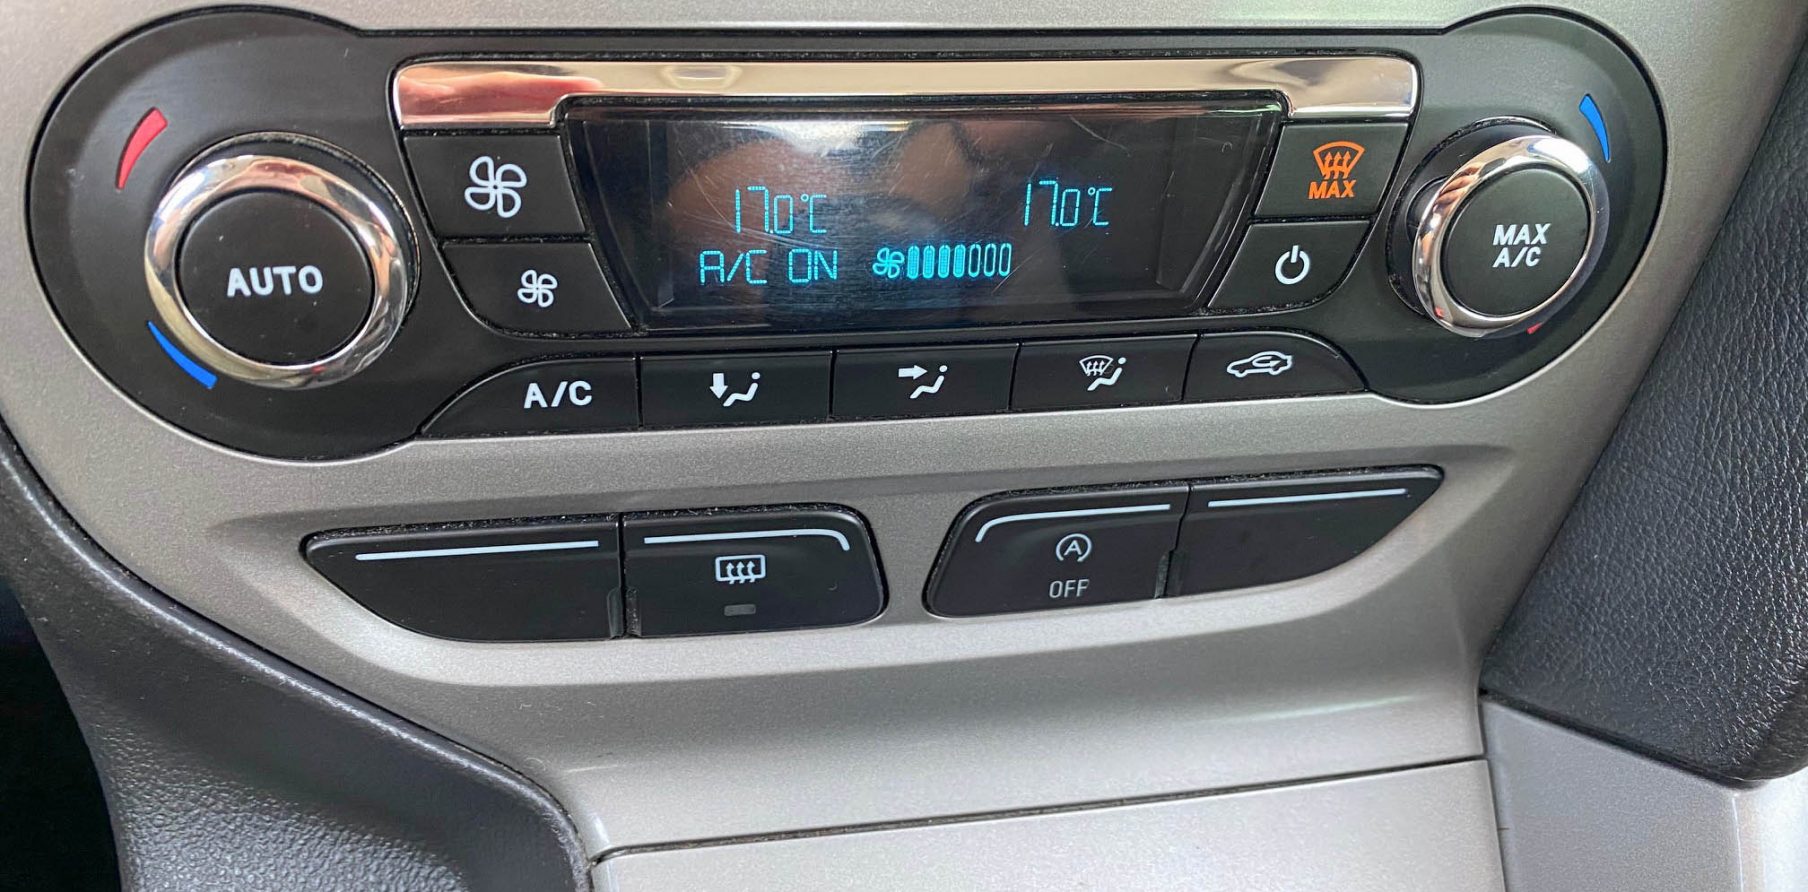 AUTO
17.0°C
17.0°C
A/C ON
MAX
MAX
A/C
A/C
A
OFF